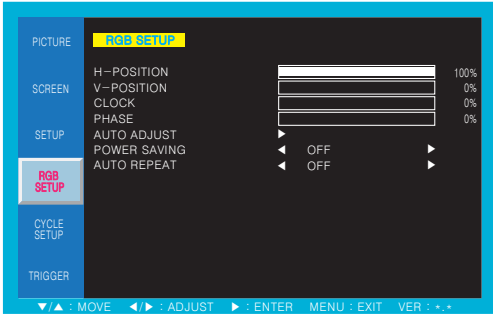 PICTURE
SCREEN
SETUP
RGB
SETUP
CYCLE
SETUP
TRIGGER
RGB SETUP
H-POSITION 100%
V-POSITION 0%
CLOCK 0%
PHASE 0%
AUTO ADJUST ▶
POWER SAVING ◀ OFF ▶
AUTO REPEAT ◀ OFF ▶
▼/▲ : MOVE ◀/▶ : ADJUST ▶ : ENTER MENU : EXIT VER : *.*